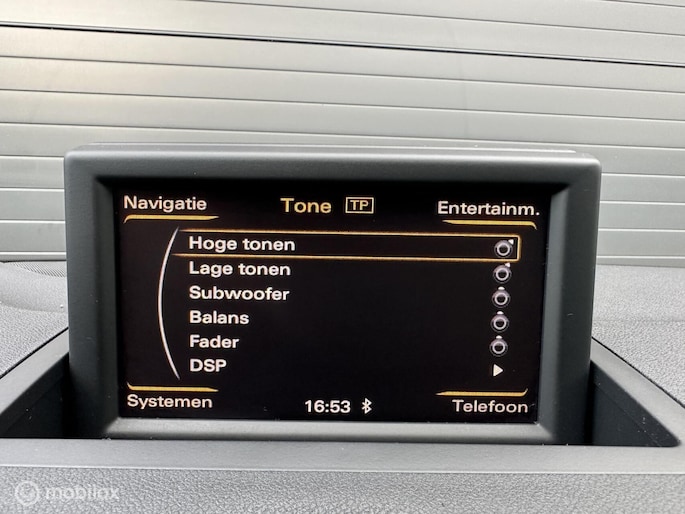 Navigatie
Tone TP
Entertainm.
Hoge tonen
Lage tonen
Subwoofer
Balans
Fader
DSP
Systemen
16:53
Telefoon
mobilox